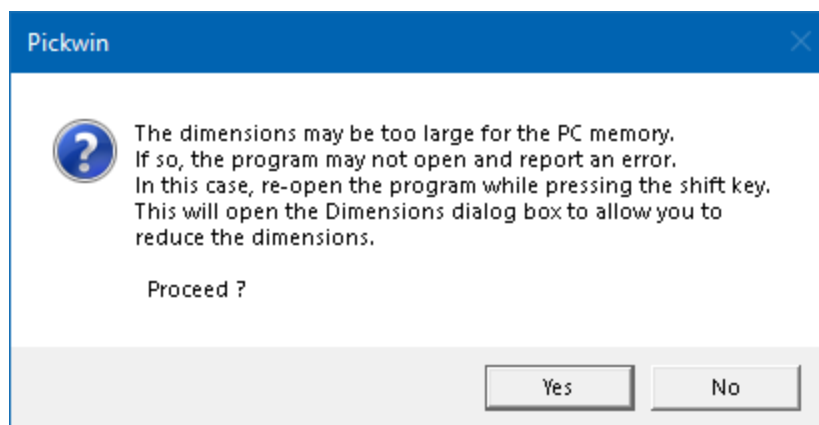 Pickwin
The dimensions may be too large for the PC memory.
If so, the program may not open and report an error.
In this case, re-open the program while pressing the shift key.
This will open the Dimensions dialog box to allow you to
reduce the dimensions.
Proceed ?
Yes
No